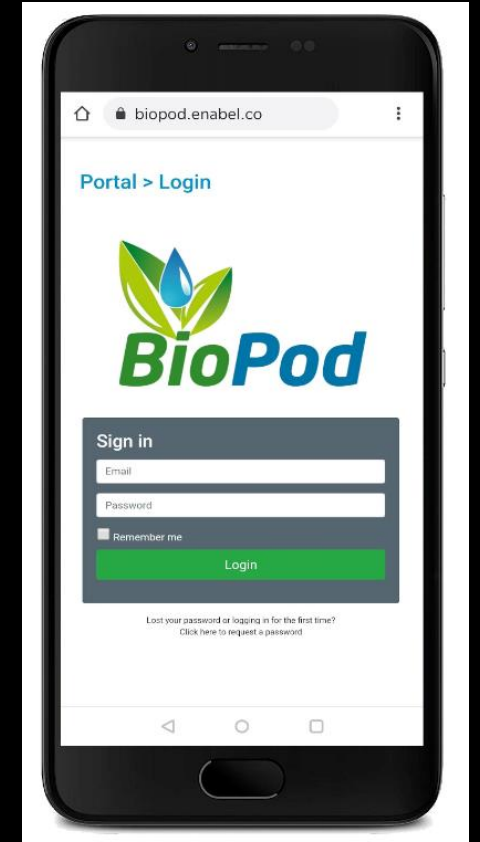 biopod.enabel.co
Portal > Login
BioPod
Sign in
Email
Password
Remember me
Login
Lost your password or logging in for the first time?
Click here to request a password